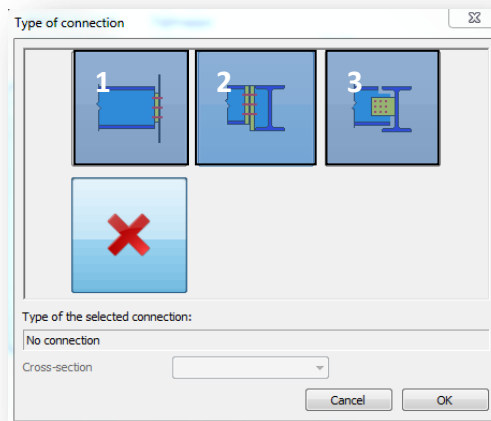 Type of connection
1
2
3
Type of the selected connection:
No connection
Cross-section
Cancel
OK